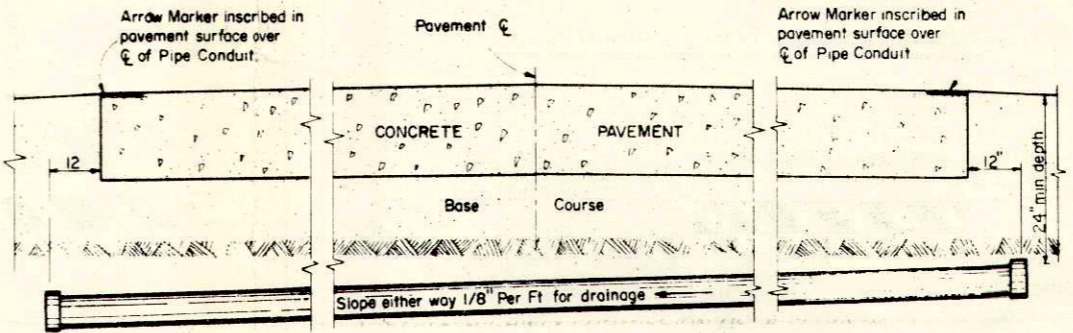 Arrow Marker inscribed in
pavement surface over
℄ of Pipe Conduit.
Pavement ℄
Arrow Marker inscribed in
pavement surface over
℄ of Pipe Conduit
CONCRETE PAVEMENT
12
12"
24" min depth
Base Course
Slope either way 1/8" Per Ft for drainage